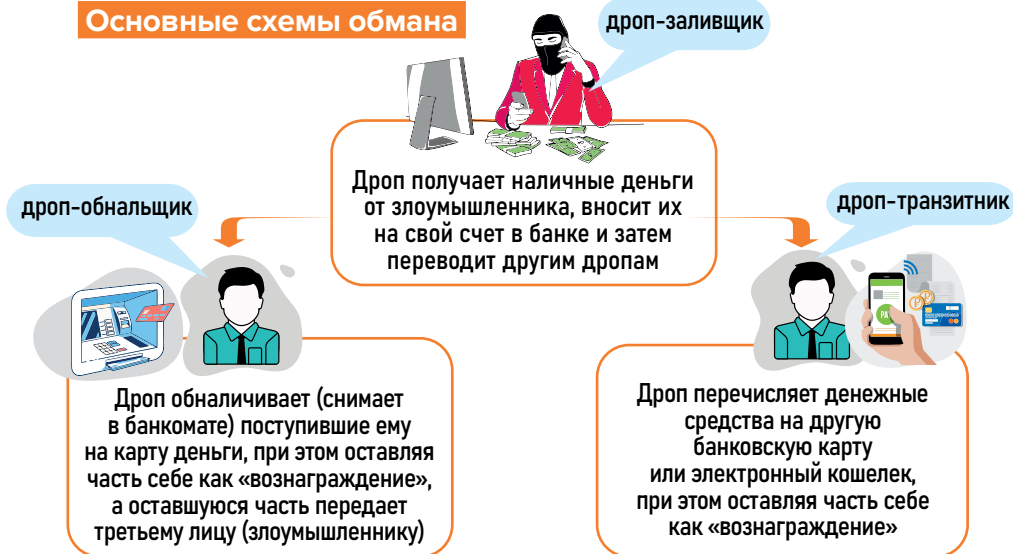 Основные схемы обмана
дроп-заливщик
Дроп получает наличные деньги
от злоумышленника, вносит их
на свой счет в банке и затем
переводит другим дропам
дроп-обнальщик
дроп-транзитник
PA
Дроп обналичивает (снимает
в банкомате) поступившие ему
на карту деньги, при этом оставляя
часть себе как «вознаграждение»,
а оставшуюся часть передает
третьему лицу (злоумышленнику)
Дроп перечисляет денежные
средства на другую
банковскую карту
или электронный кошелек,
при этом оставляя часть себе
как «вознаграждение»